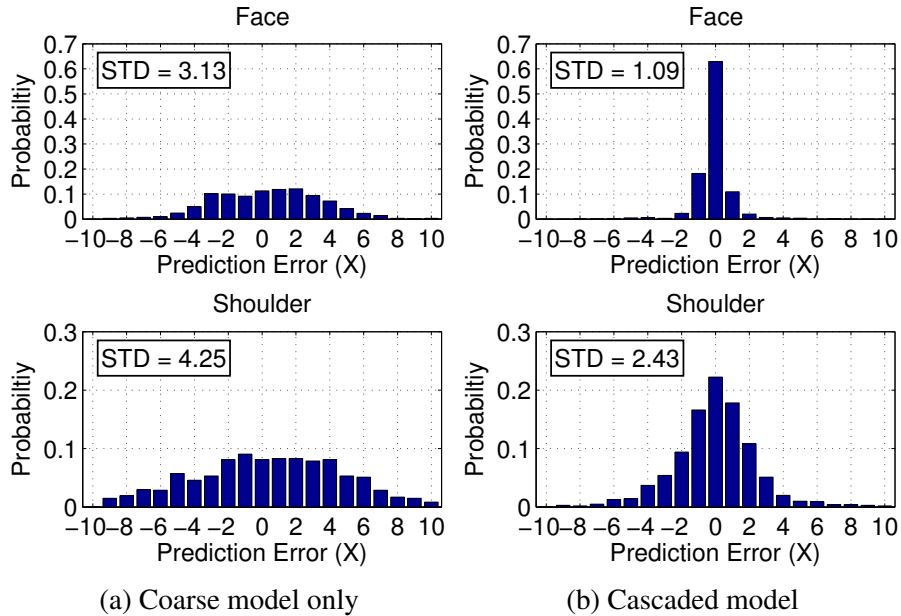 Face
0.7
0.6
0.5
0.4
0.3
0.2
0.1
0
STD = 3.13
Probabiltiy
−10 −8 −6 −4 −2 0 2 4 6 8 10
Prediction Error (X)
Face
0.7
0.6
0.5
0.4
0.3
0.2
0.1
0
STD = 1.09
Probabiltiy
−10 −8 −6 −4 −2 0 2 4 6 8 10
Prediction Error (X)
Shoulder
0.3
0.2
0.1
0
STD = 4.25
Probabiltiy
−10 −8 −6 −4 −2 0 2 4 6 8 10
Prediction Error (X)
Shoulder
0.3
0.2
0.1
0
STD = 2.43
Probabiltiy
−10 −8 −6 −4 −2 0 2 4 6 8 10
Prediction Error (X)
(a) Coarse model only
(b) Cascaded model